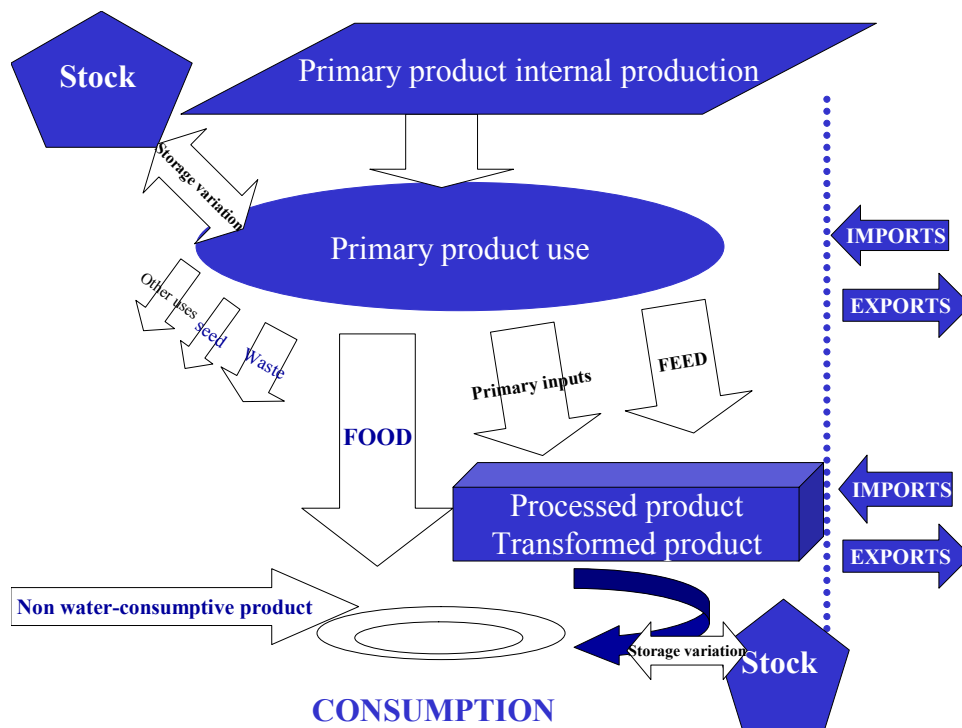 Stock
Primary product internal production
Storage variation
Primary product use
IMPORTS
EXPORTS
Other uses
seed
Waste
FOOD
Primary inputs
FEED
Processed product
Transformed product
IMPORTS
EXPORTS
Non water-consumptive product
Storage variation
Stock
CONSUMPTION